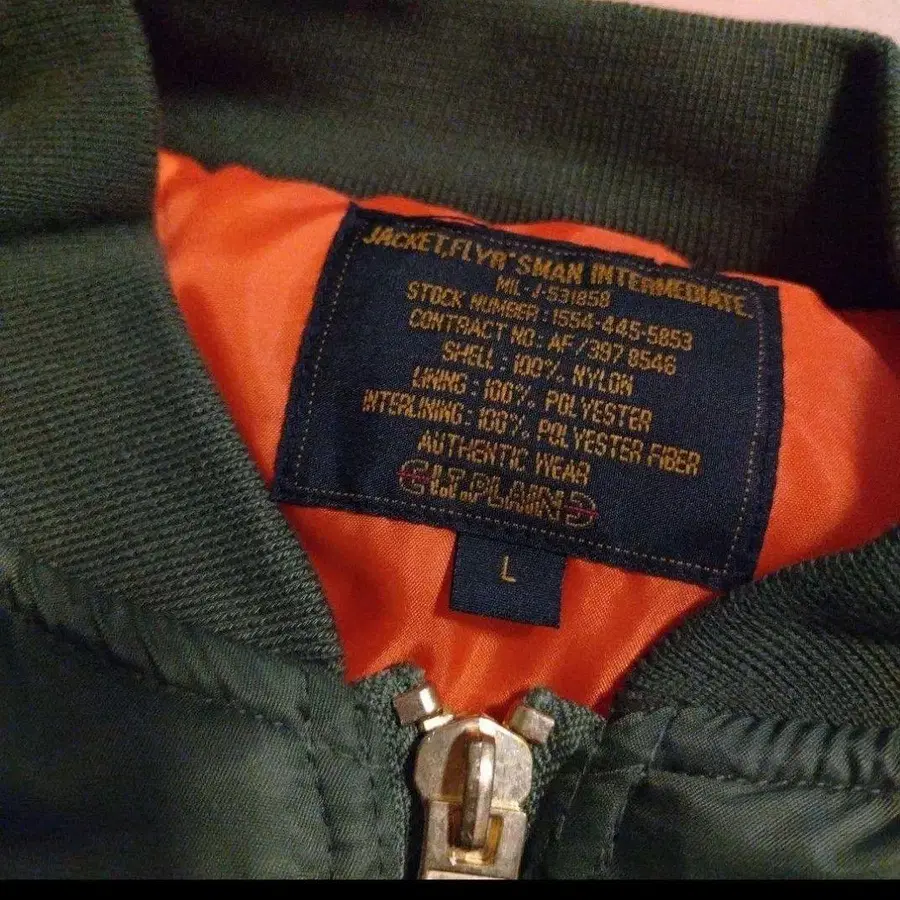 JACKET,FLYR'SMAN INTERMEDIATE.
MIL-J-531858
STOCK NUMBER:1554-445-5853
CONTRACT NO: AF/397 8546
SHELL:100% NYLON
LINING:100% POLYESTER
INTERLINING:100% POLYESTER FIBER
AUTHENTIC WEAR
PLAIN
L